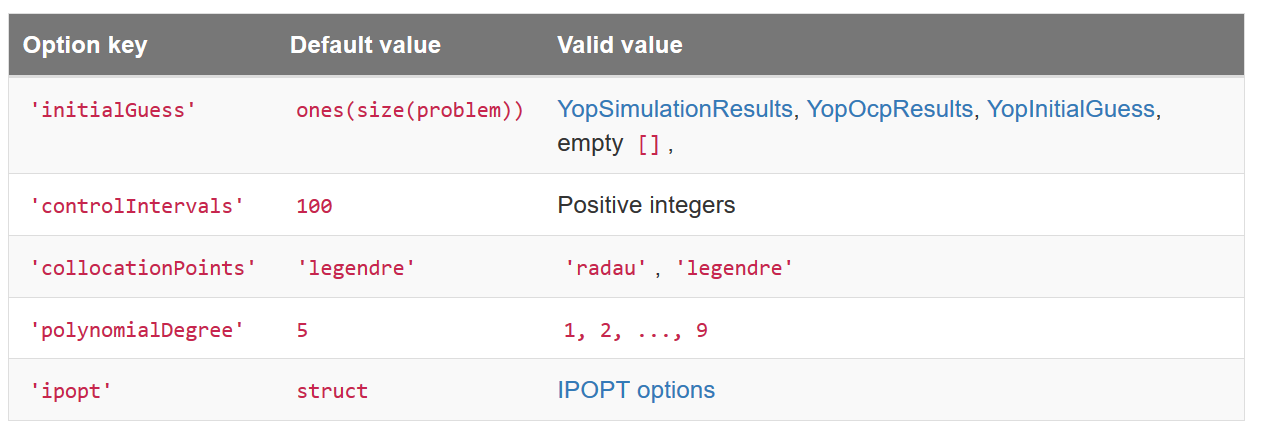 Option key Default value Valid value
'initialGuess' ones(size(problem)) YopSimulationResults, YopOcpResults, YopInitialGuess,
empty [] ,
'controlIntervals' 100 Positive integers
'collocationPoints' 'legendre' 'radau' , 'legendre'
'polynomialDegree' 5 1, 2, ..., 9
'ipopt' struct IPOPT options